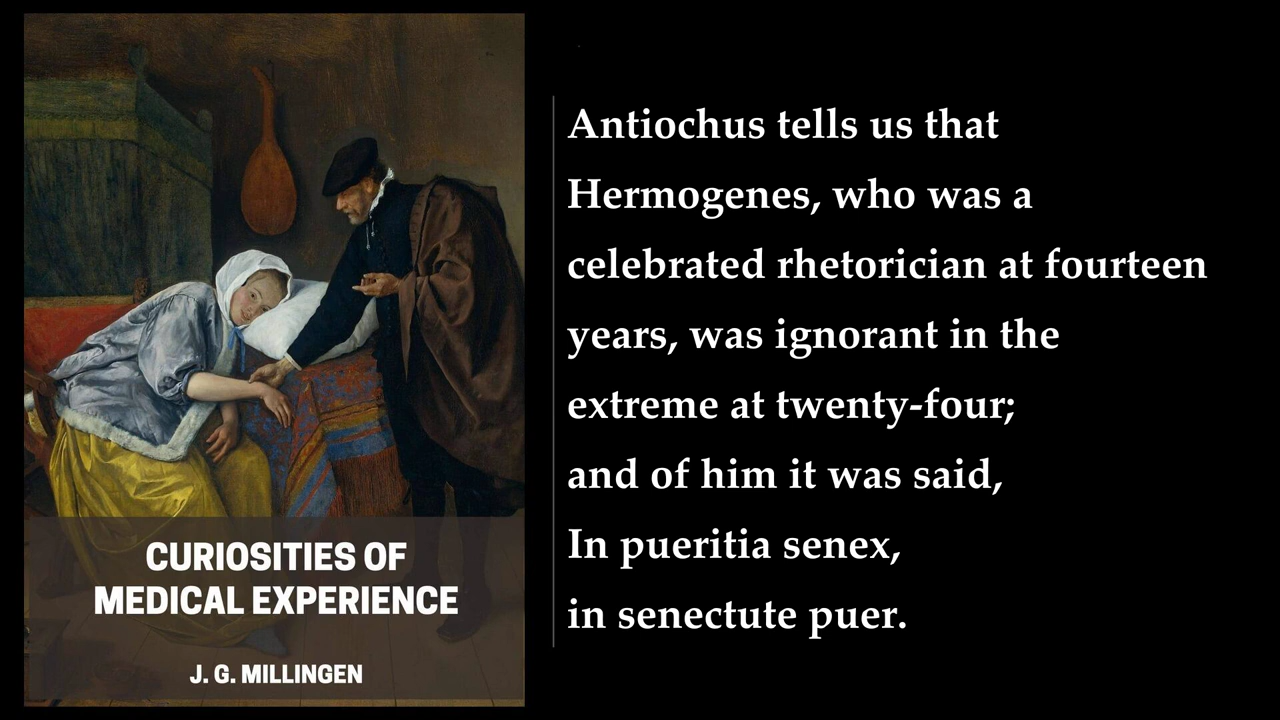 CURIOSITIES OF
MEDICAL EXPERIENCE
J. G. MILLINGEN
Antiochus tells us that
Hermogenes, who was a
celebrated rhetorician at fourteen
years, was ignorant in the
extreme at twenty-four;
and of him it was said,
In pueritia senex,
in senectute puer.